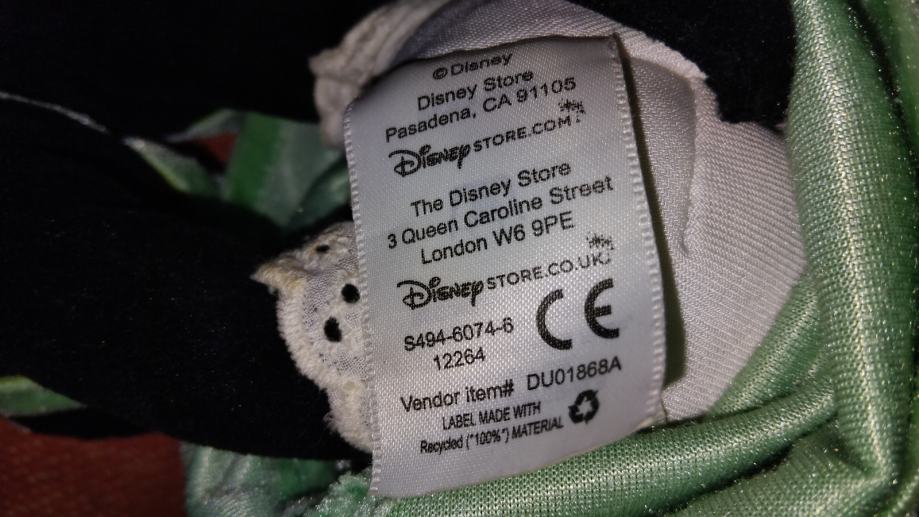 ©Disney
Disney Store
Pasadena, CA 91105
Disney STORE.COM
The Disney Store
3 Queen Caroline Street
London W6 9PE
Disney STORE.CO.UK
CE
S494-6074-6
12264
Vendor item# DU01868A
LABEL MADE WITH
Recycled ("100%") MATERIAL